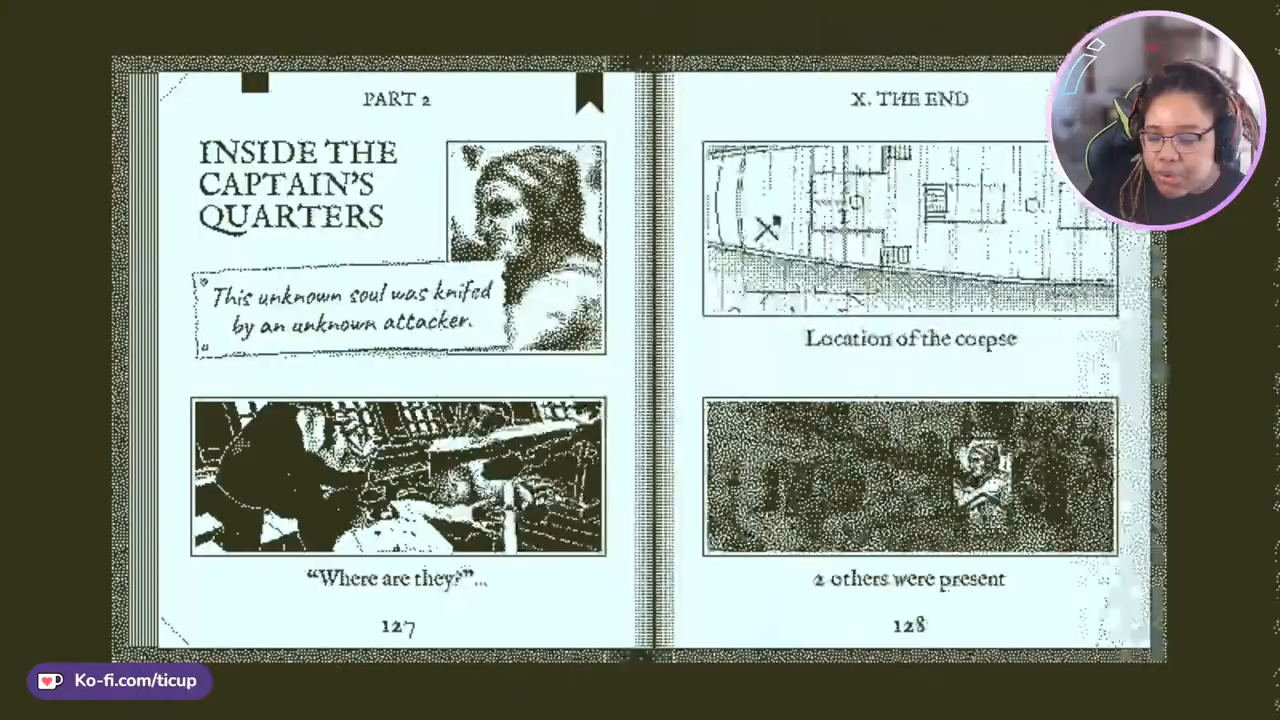 PART 2
INSIDE THE
CAPTAIN'S
QUARTERS
This unknown soul was knifed
by an unknown attacker.
"Where are they?"...
127
X. THE END
Location of the corpse
2 others were present
128
Ko-fi.com/ticup